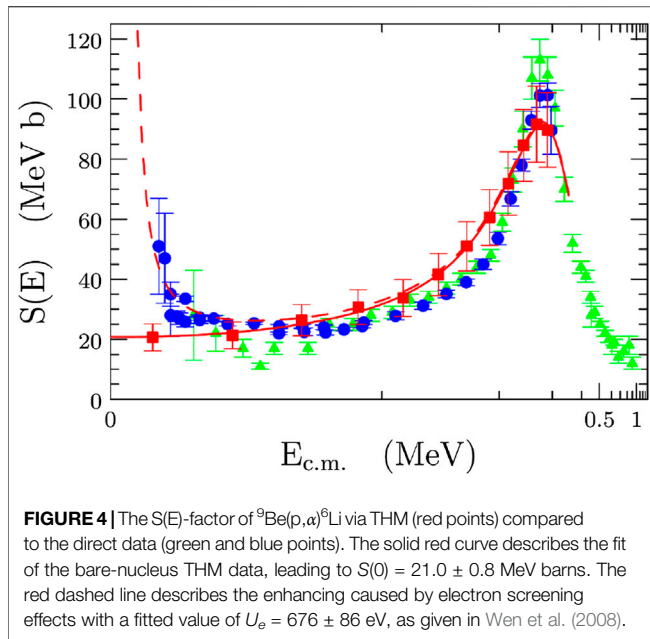 120
100
80
60
40
20
0
S(E) (MeV b)
0 0.5 1
E c.m. (MeV)
FIGURE 4 | The S(E)-factor of ⁹Be(p,α)⁶Li via THM (red points) compared
to the direct data (green and blue points). The solid red curve describes the fit
of the bare-nucleus THM data, leading to S(0) = 21.0 ± 0.8 MeV barns. The
red dashed line describes the enhancing caused by electron screening
effects with a fitted value of Uₑ = 676 ± 86 eV, as given in Wen et al. (2008).